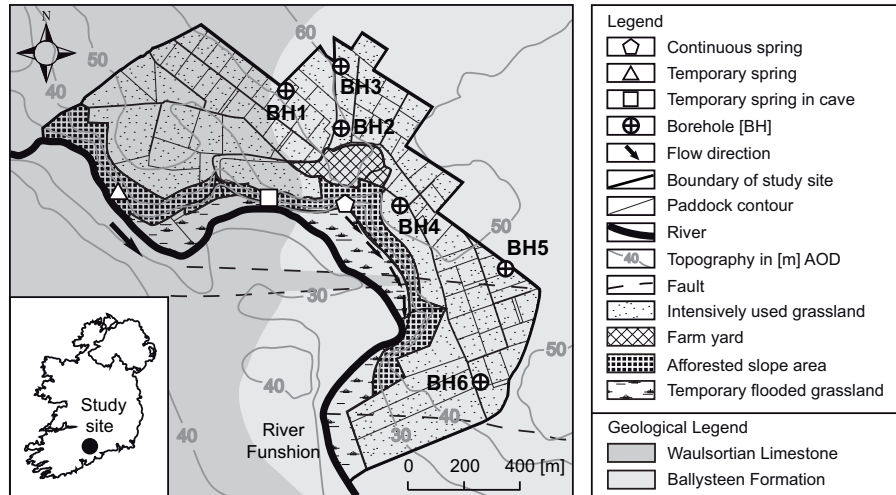 N
60
50
40
50
40
BH3
BH1
BH2
BH4
50
BH5
30
50
40
BH6
40
40
30
River
Funshion
0 200 400 [m]
Study
site
Legend
Continuous spring
Temporary spring
Temporary spring in cave
Borehole [BH]
Flow direction
Boundary of study site
Paddock contour
River
40 Topography in [m] AOD
Fault
Intensively used grassland
Farm yard
Afforested slope area
Temporary flooded grassland
Geological Legend
Waulsortian Limestone
Ballysteen Formation